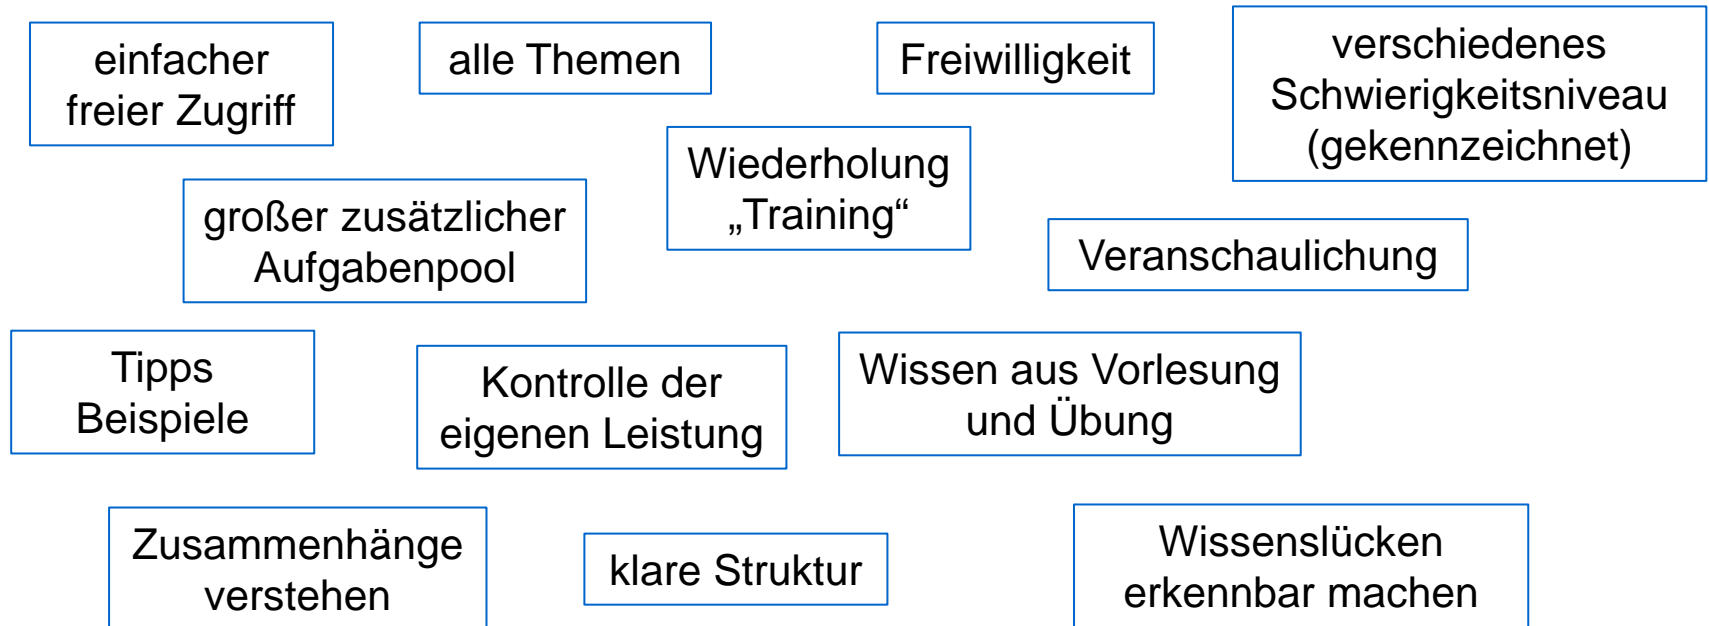 einfacher
freier Zugriff
alle Themen
Freiwilligkeit
verschiedenes
Schwierigkeitsniveau
(gekennzeichnet)
großer zusätzlicher
Aufgabenpool
Wiederholung
„Training“
Veranschaulichung
Tipps
Beispiele
Kontrolle der
eigenen Leistung
Wissen aus Vorlesung
und Übung
Zusammenhänge
verstehen
klare Struktur
Wissenslücken
erkennbar machen